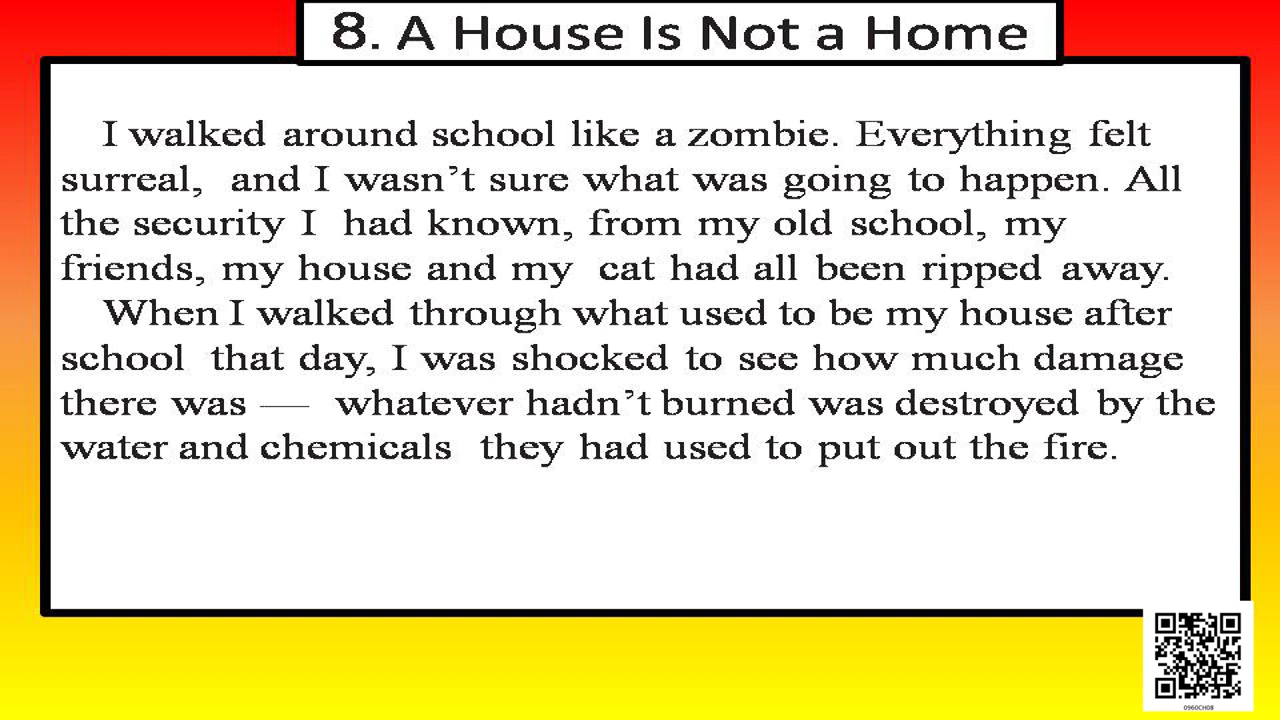 8. A House Is Not a Home
I walked around school like a zombie. Everything felt
surreal, and I wasn’t sure what was going to happen. All
the security I had known, from my old school, my
friends, my house and my cat had all been ripped away.
When I walked through what used to be my house after
school that day, I was shocked to see how much damage
there was — whatever hadn’t burned was destroyed by the
water and chemicals they had used to put out the fire.
0960CH08